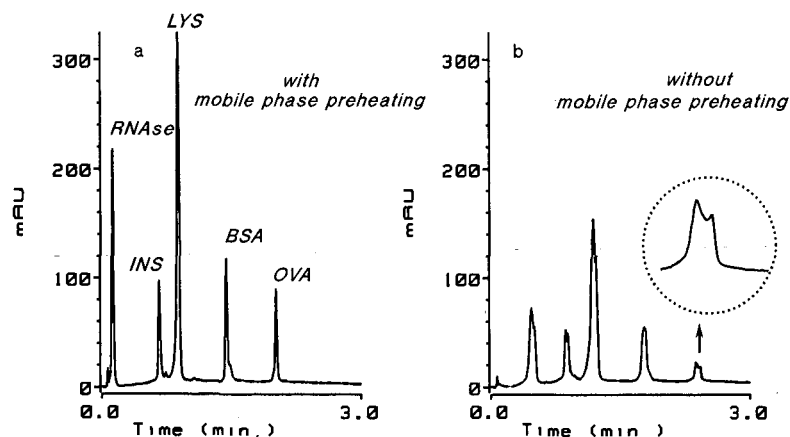 LYS
a
300
with
mobile phase preheating
RNAse
200
mAU
BSA
INS
OVA
100
0
0.0
3.0
Time (min.)
b
300
without
mobile phase preheating
200
mAU
100
0
0.0
3.0
Time (min.)